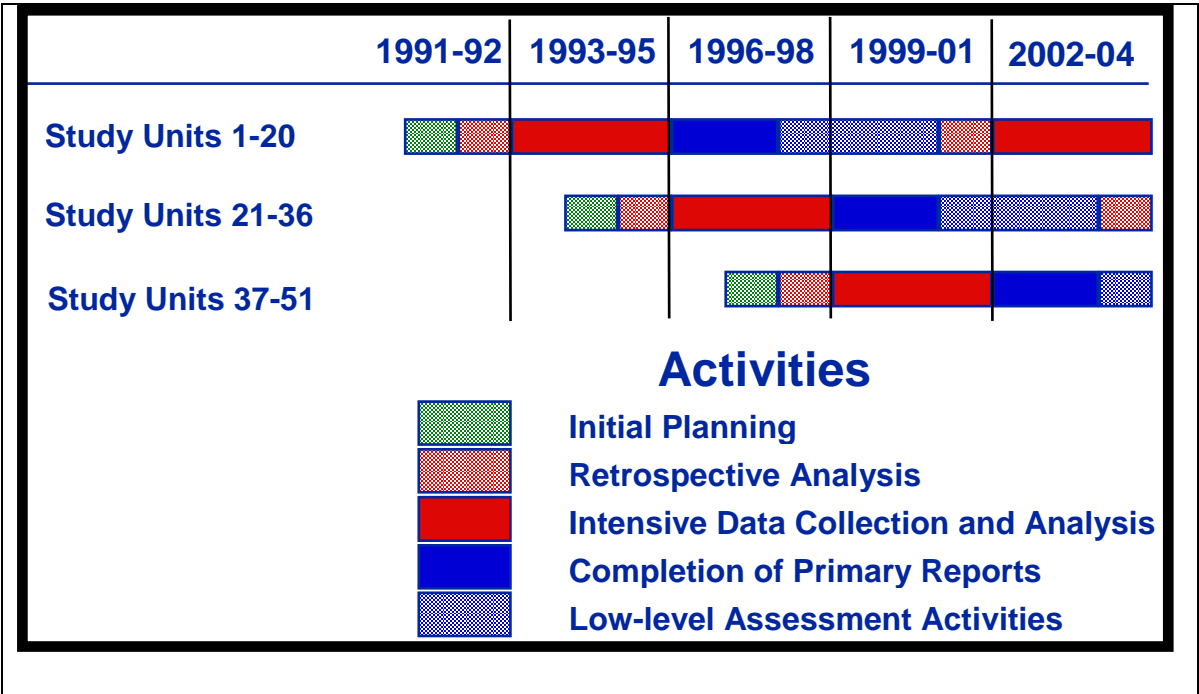 1991-92 1993-95 1996-98 1999-01 2002-04
Study Units 1-20
Study Units 21-36
Study Units 37-51
Activities
Initial Planning
Retrospective Analysis
Intensive Data Collection and Analysis
Completion of Primary Reports
Low-level Assessment Activities